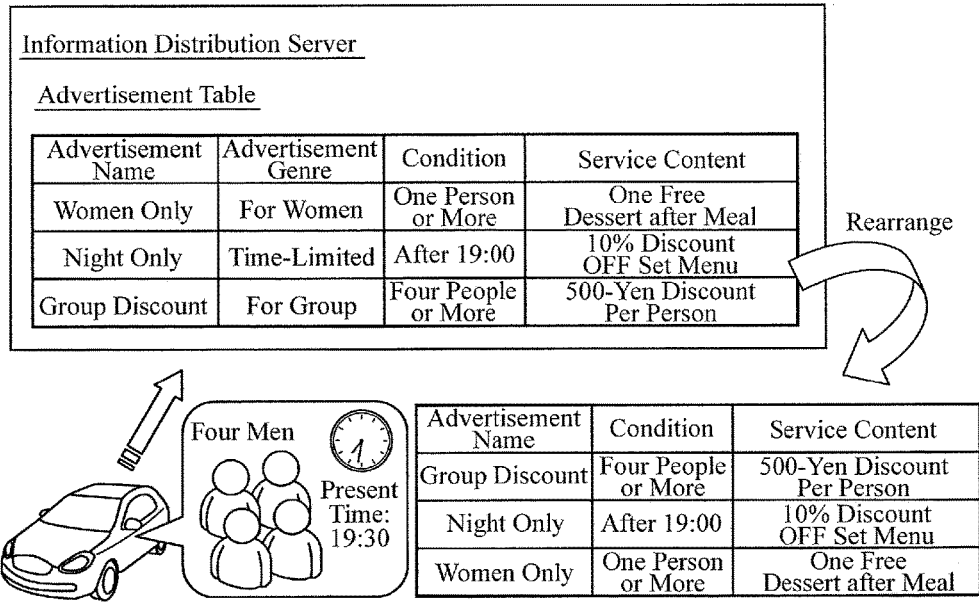 Information Distribution Server
Advertisement Table
Advertisement Name | Advertisement Genre | Condition | Service Content
Women Only | For Women | One Person or More | One Free Dessert after Meal
Night Only | Time-Limited | After 19:00 | 10% Discount OFF Set Menu
Group Discount | For Group | Four People or More | 500-Yen Discount Per Person
Rearrange
Four Men
Present
Time:
19:30
Advertisement Name | Condition | Service Content
Group Discount | Four People or More | 500-Yen Discount Per Person
Night Only | After 19:00 | 10% Discount OFF Set Menu
Women Only | One Person or More | One Free Dessert after Meal